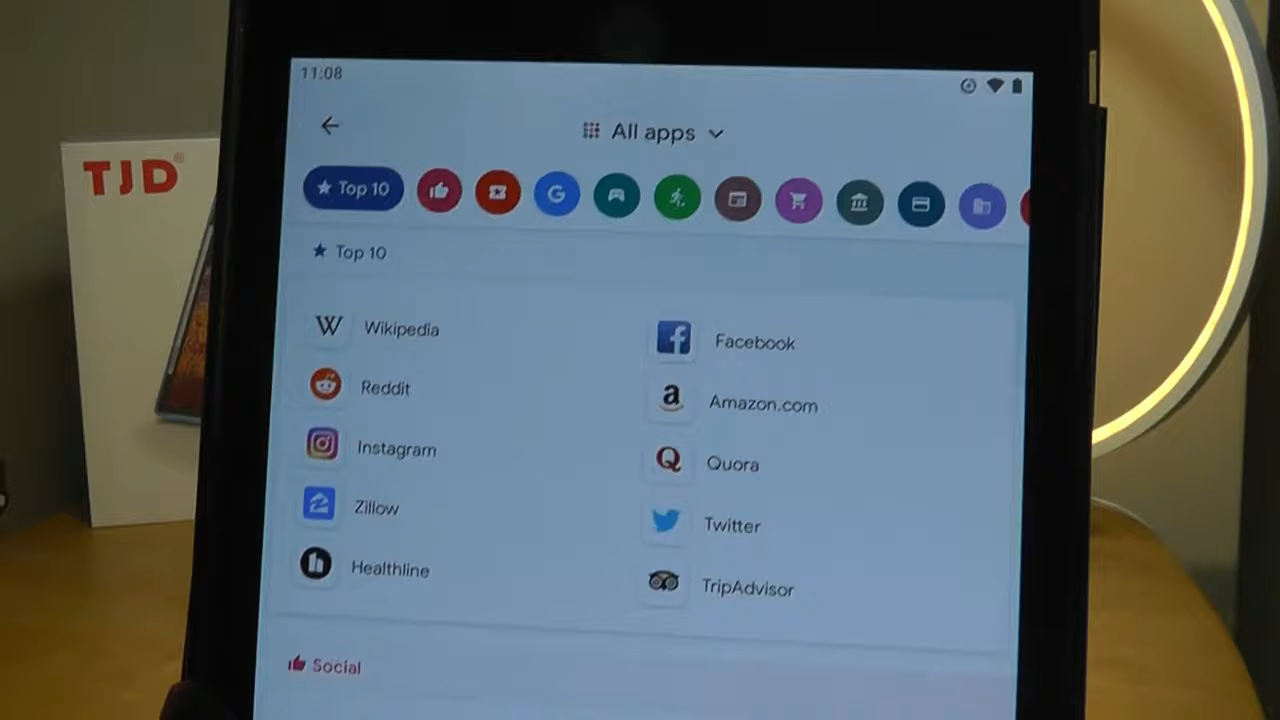 TJD®
11:08
All apps
Top 10
Top 10
Wikipedia
Facebook
Reddit
Amazon.com
Instagram
Quora
Zillow
Twitter
Healthline
TripAdvisor
Social